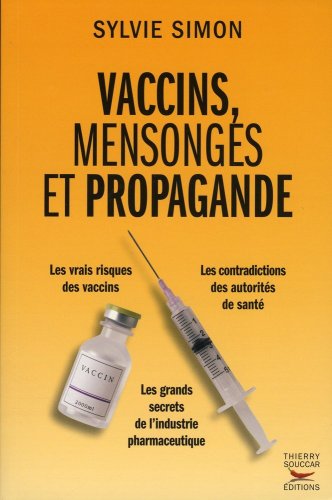 SYLVIE SIMON
VACCINS,
MENSONGES
ET PROPAGANDE
Les vrais risques
des vaccins
Les contradictions
des autorités
de santé
VACCIN
2000ml
Les grands
secrets
de l'industrie
pharmaceutique
THIERRY
SOUCCAR
ÉDITIONS